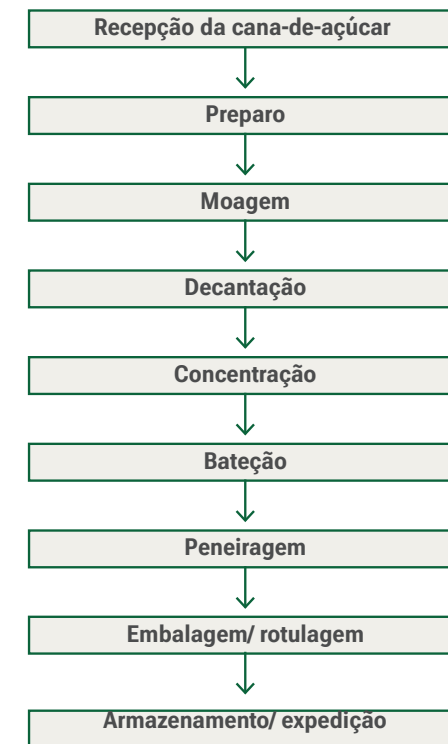 Recepção da cana-de-açúcar
Preparo
Moagem
Decantação
Concentração
Bateção
Peneiragem
Embalagem/ rotulagem
Armazenamento/ expedição